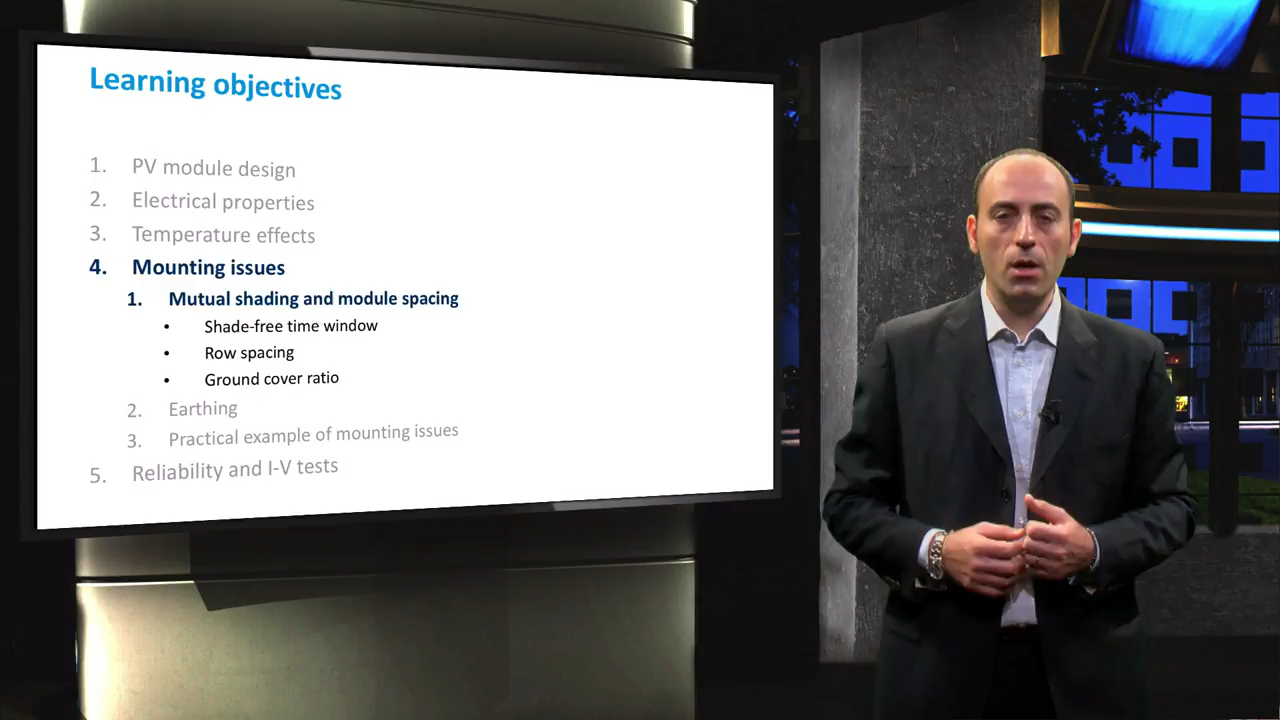 Learning objectives
1. PV module design
2. Electrical properties
3. Temperature effects
4. Mounting issues
1. Mutual shading and module spacing
• Shade-free time window
• Row spacing
• Ground cover ratio
2. Earthing
3. Practical example of mounting issues
5. Reliability and I-V tests